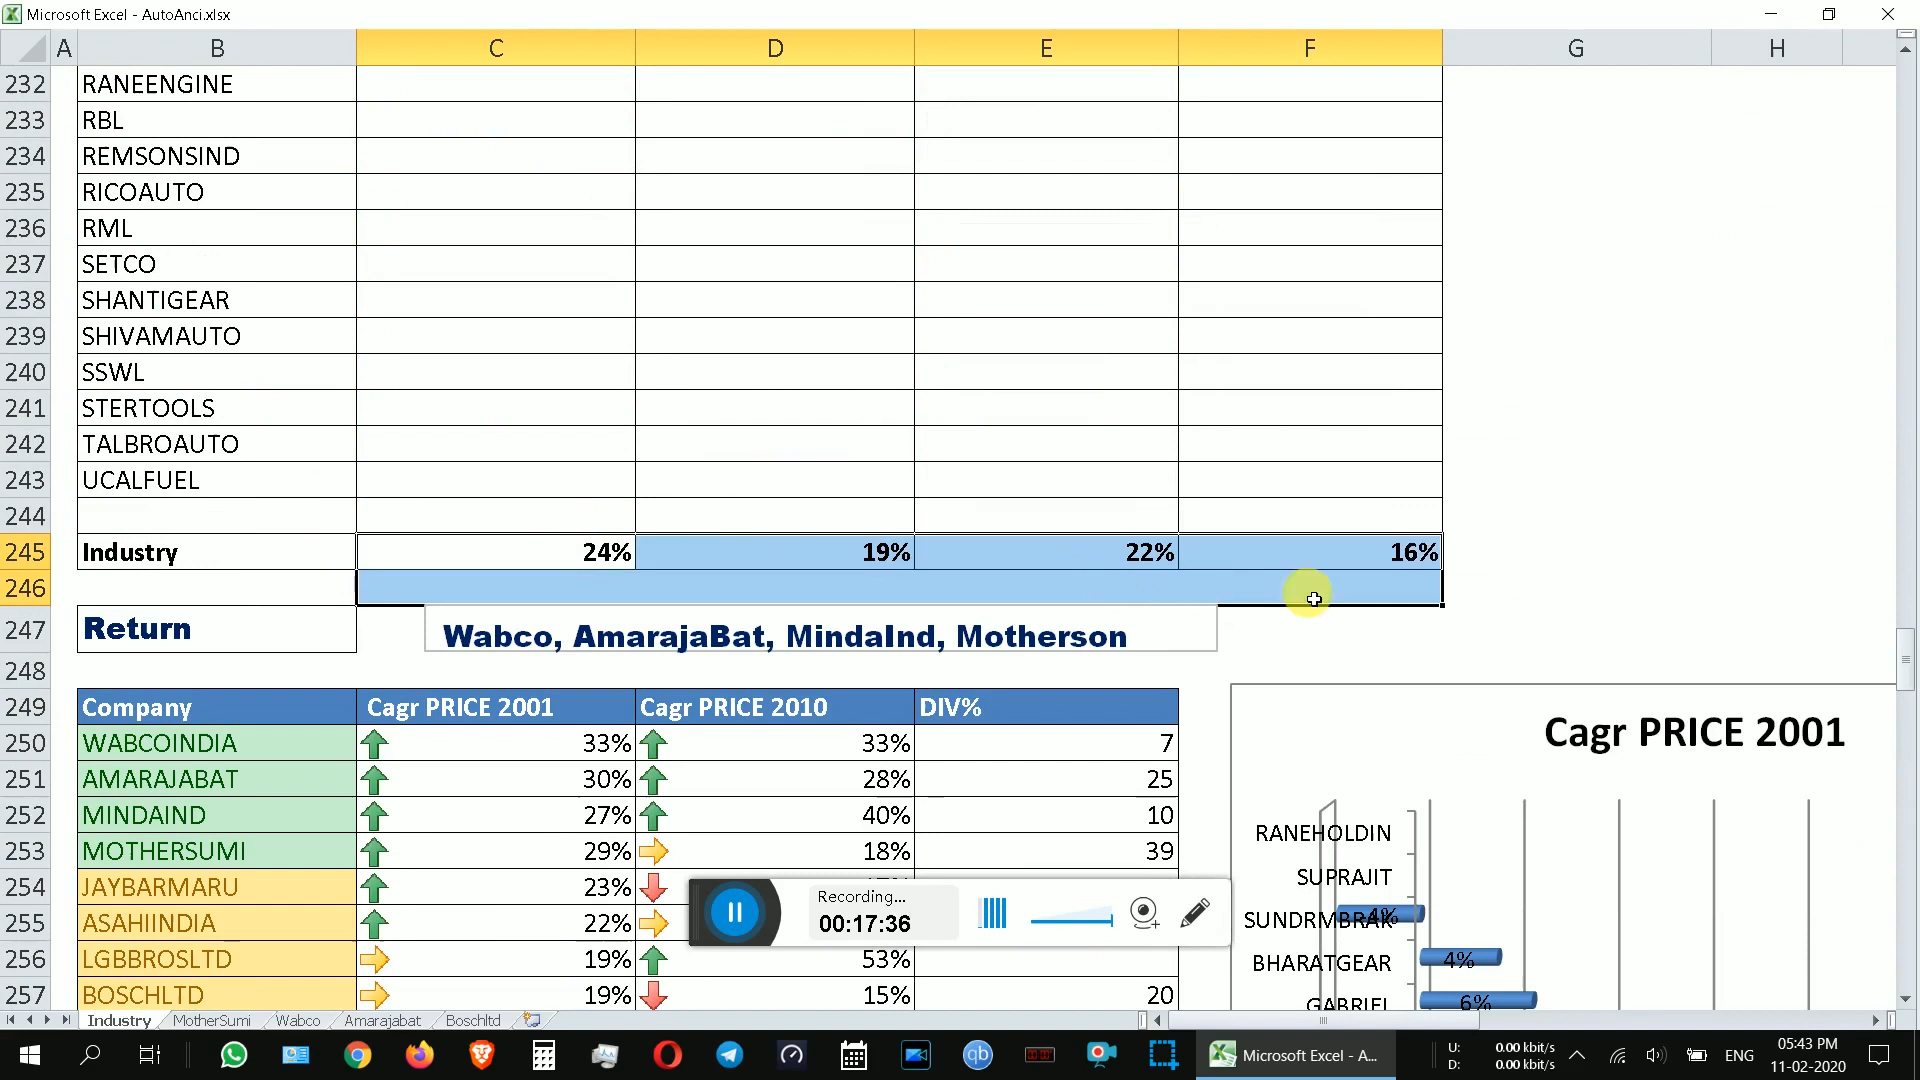 Microsoft Excel - AutoAnci.xlsx
A B C D E F G H
232 RANEENGINE
233 RBL
234 REMSONSIND
235 RICOAUTO
236 RML
237 SETCO
238 SHANTIGEAR
239 SHIVAMAUTO
240 SSWL
241 STERTOOLS
242 TALBROAUTO
243 UCALFUEL
244
245 Industry 24% 19% 22% 16%
246
247 Return Wabco, AmarajaBat, MindaInd, Motherson
248
249 Company Cagr PRICE 2001 Cagr PRICE 2010 DIV%
250 WABCOINDIA 33% 33% 7
251 AMARAJABAT 30% 28% 25
252 MINDAIND 27% 40% 10
253 MOTHERSUMI 29% 18% 39
254 JAYBARMARU 23%
255 ASAHIINDIA 22%
256 LGBBROSLTD 19% 53%
257 BOSCHLTD 19% 15% 20
Cagr PRICE 2001
RANEHOLDIN
SUPRAJIT
SUNDRMBRAK -4%
BHARATGEAR 4%
GABRIEL 6%
Recording...
00:17:36
Industry MotherSumi Wabco Amarajabat Boschltd
qb
Microsoft Excel - A...
U: 0.00 kbit/s
D: 0.00 kbit/s
ENG
05:43 PM
11-02-2020